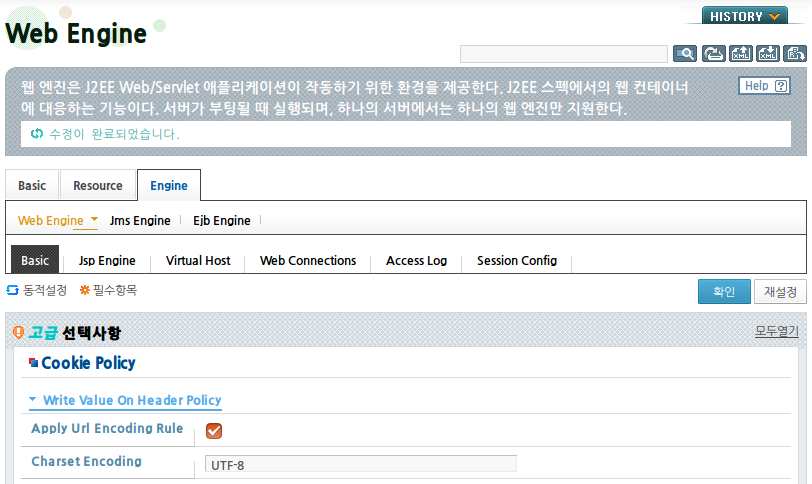 HISTORY
Web Engine
웹 엔진은 J2EE Web/Servlet 애플리케이션이 작동하기 위한 환경을 제공한다. J2EE 스펙에서의 웹 컨테이너
에 대응하는 기능이다. 서버가 부팅될 때 실행되며, 하나의 서버에서는 하나의 웹 엔진만 지원한다.
Help ?
수정이 완료되었습니다.
Basic Resource Engine
Web Engine Jms Engine Ejb Engine
Basic Jsp Engine Virtual Host Web Connections Access Log Session Config
동적설정 필수항목 확인 재설정
고급 선택사항 모두열기
Cookie Policy
Write Value On Header Policy
Apply Url Encoding Rule
Charset Encoding UTF-8